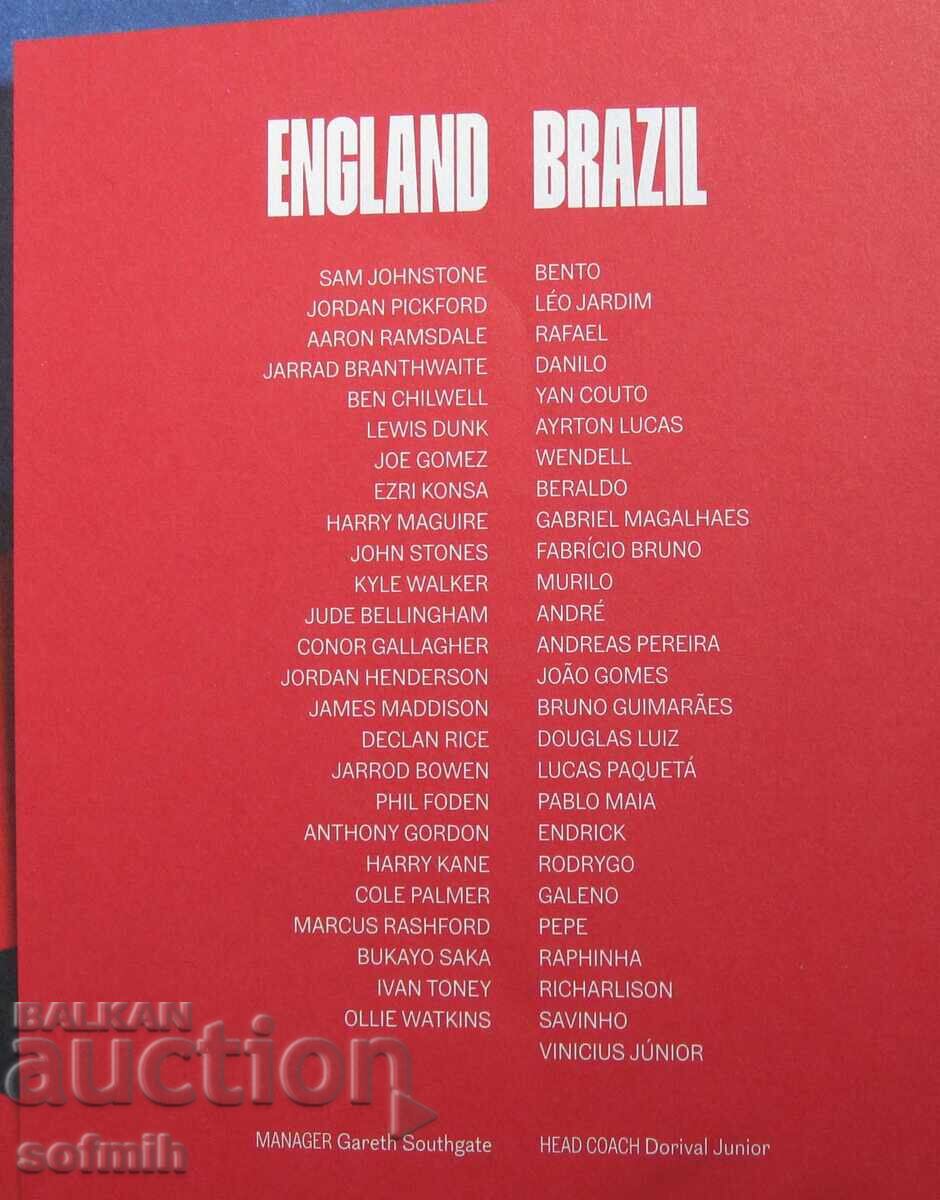 ENGLAND BRAZIL
SAM JOHNSTONE BENTO
JORDAN PICKFORD LÉO JARDIM
AARON RAMSDALE RAFAEL
JARRAD BRANTHWAITE DANILO
BEN CHILWELL YAN COUTO
LEWIS DUNK AYRTON LUCAS
JOE GOMEZ WENDELL
EZRI KONSA BERALDO
HARRY MAGUIRE GABRIEL MAGALHAES
JOHN STONES FABRÍCIO BRUNO
KYLE WALKER MURILO
JUDE BELLINGHAM ANDRÉ
CONOR GALLAGHER ANDREAS PEREIRA
JORDAN HENDERSON JOÃO GOMES
JAMES MADDISON BRUNO GUIMARÃES
DECLAN RICE DOUGLAS LUIZ
JARROD BOWEN LUCAS PAQUETÁ
PHIL FODEN PABLO MAIA
ANTHONY GORDON ENDRICK
HARRY KANE RODRYGO
COLE PALMER GALENO
MARCUS RASHFORD PEPE
BUKAYO SAKA RAPHINHA
IVAN TONEY RICHARLISON
OLLIE WATKINS SAVINHO
VINICIUS JÚNIOR
MANAGER Gareth Southgate HEAD COACH Dorival Junior
BALKAN
auction
sofmih